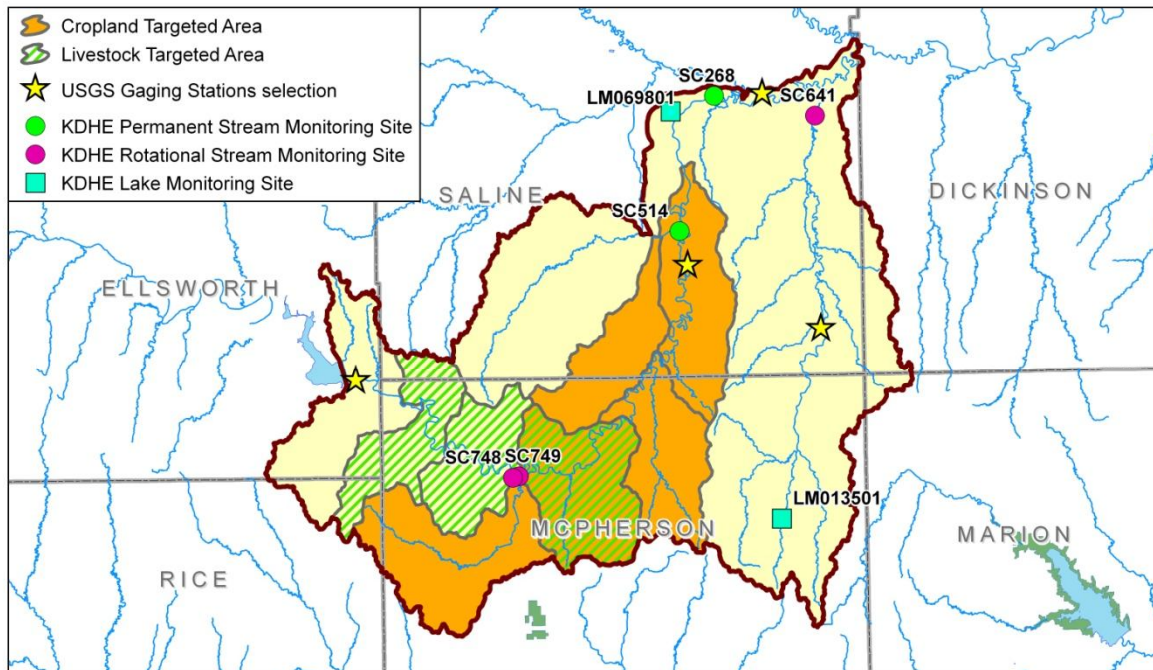 Cropland Targeted Area
Livestock Targeted Area
USGS Gaging Stations selection
KDHE Permanent Stream Monitoring Site
KDHE Rotational Stream Monitoring Site
KDHE Lake Monitoring Site
SC268
LM069801
SC641
SALINE
DICKINSON
SC514
ELLSWORTH
SC748
SC749
LM013501
MCPHERSON
MARION
RICE